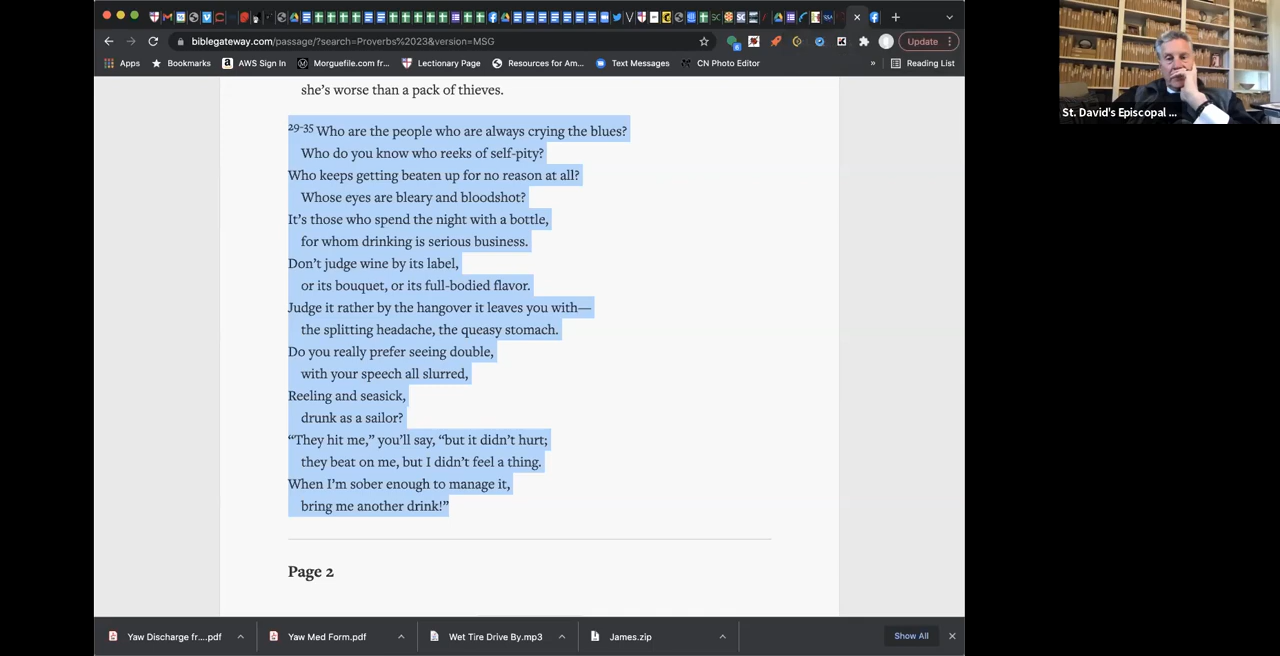 biblegateway.com/passage/?search=Proverbs%2023&version=MSG
Update
Apps
Bookmarks
AWS Sign In
Morguefile.com fr...
Lectionary Page
Resources for Am...
Text Messages
CN Photo Editor
»
Reading List
St. David's Episcopal ...
she's worse than a pack of thieves.
29-35 Who are the people who are always crying the blues?
Who do you know who reeks of self-pity?
Who keeps getting beaten up for no reason at all?
Whose eyes are bleary and bloodshot?
It's those who spend the night with a bottle,
for whom drinking is serious business.
Don't judge wine by its label,
or its bouquet, or its full-bodied flavor.
Judge it rather by the hangover it leaves you with—
the splitting headache, the queasy stomach.
Do you really prefer seeing double,
with your speech all slurred,
Reeling and seasick,
drunk as a sailor?
“They hit me,” you'll say, “but it didn't hurt;
they beat on me, but I didn't feel a thing.
When I'm sober enough to manage it,
bring me another drink!”
Page 2
Yaw Discharge fr....pdf
Yaw Med Form.pdf
Wet Tire Drive By.mp3
James.zip
Show All